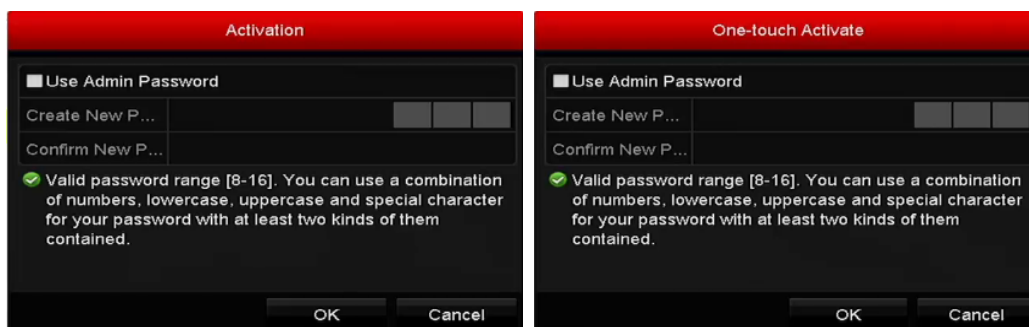 Activation
Use Admin Password
Create New P...
Confirm New P...
Valid password range [8-16]. You can use a combination
of numbers, lowercase, uppercase and special character
for your password with at least two kinds of them
contained.
OK
Cancel
One-touch Activate
Use Admin Password
Create New P...
Confirm New P...
Valid password range [8-16]. You can use a combination
of numbers, lowercase, uppercase and special character
for your password with at least two kinds of them
contained.
OK
Cancel